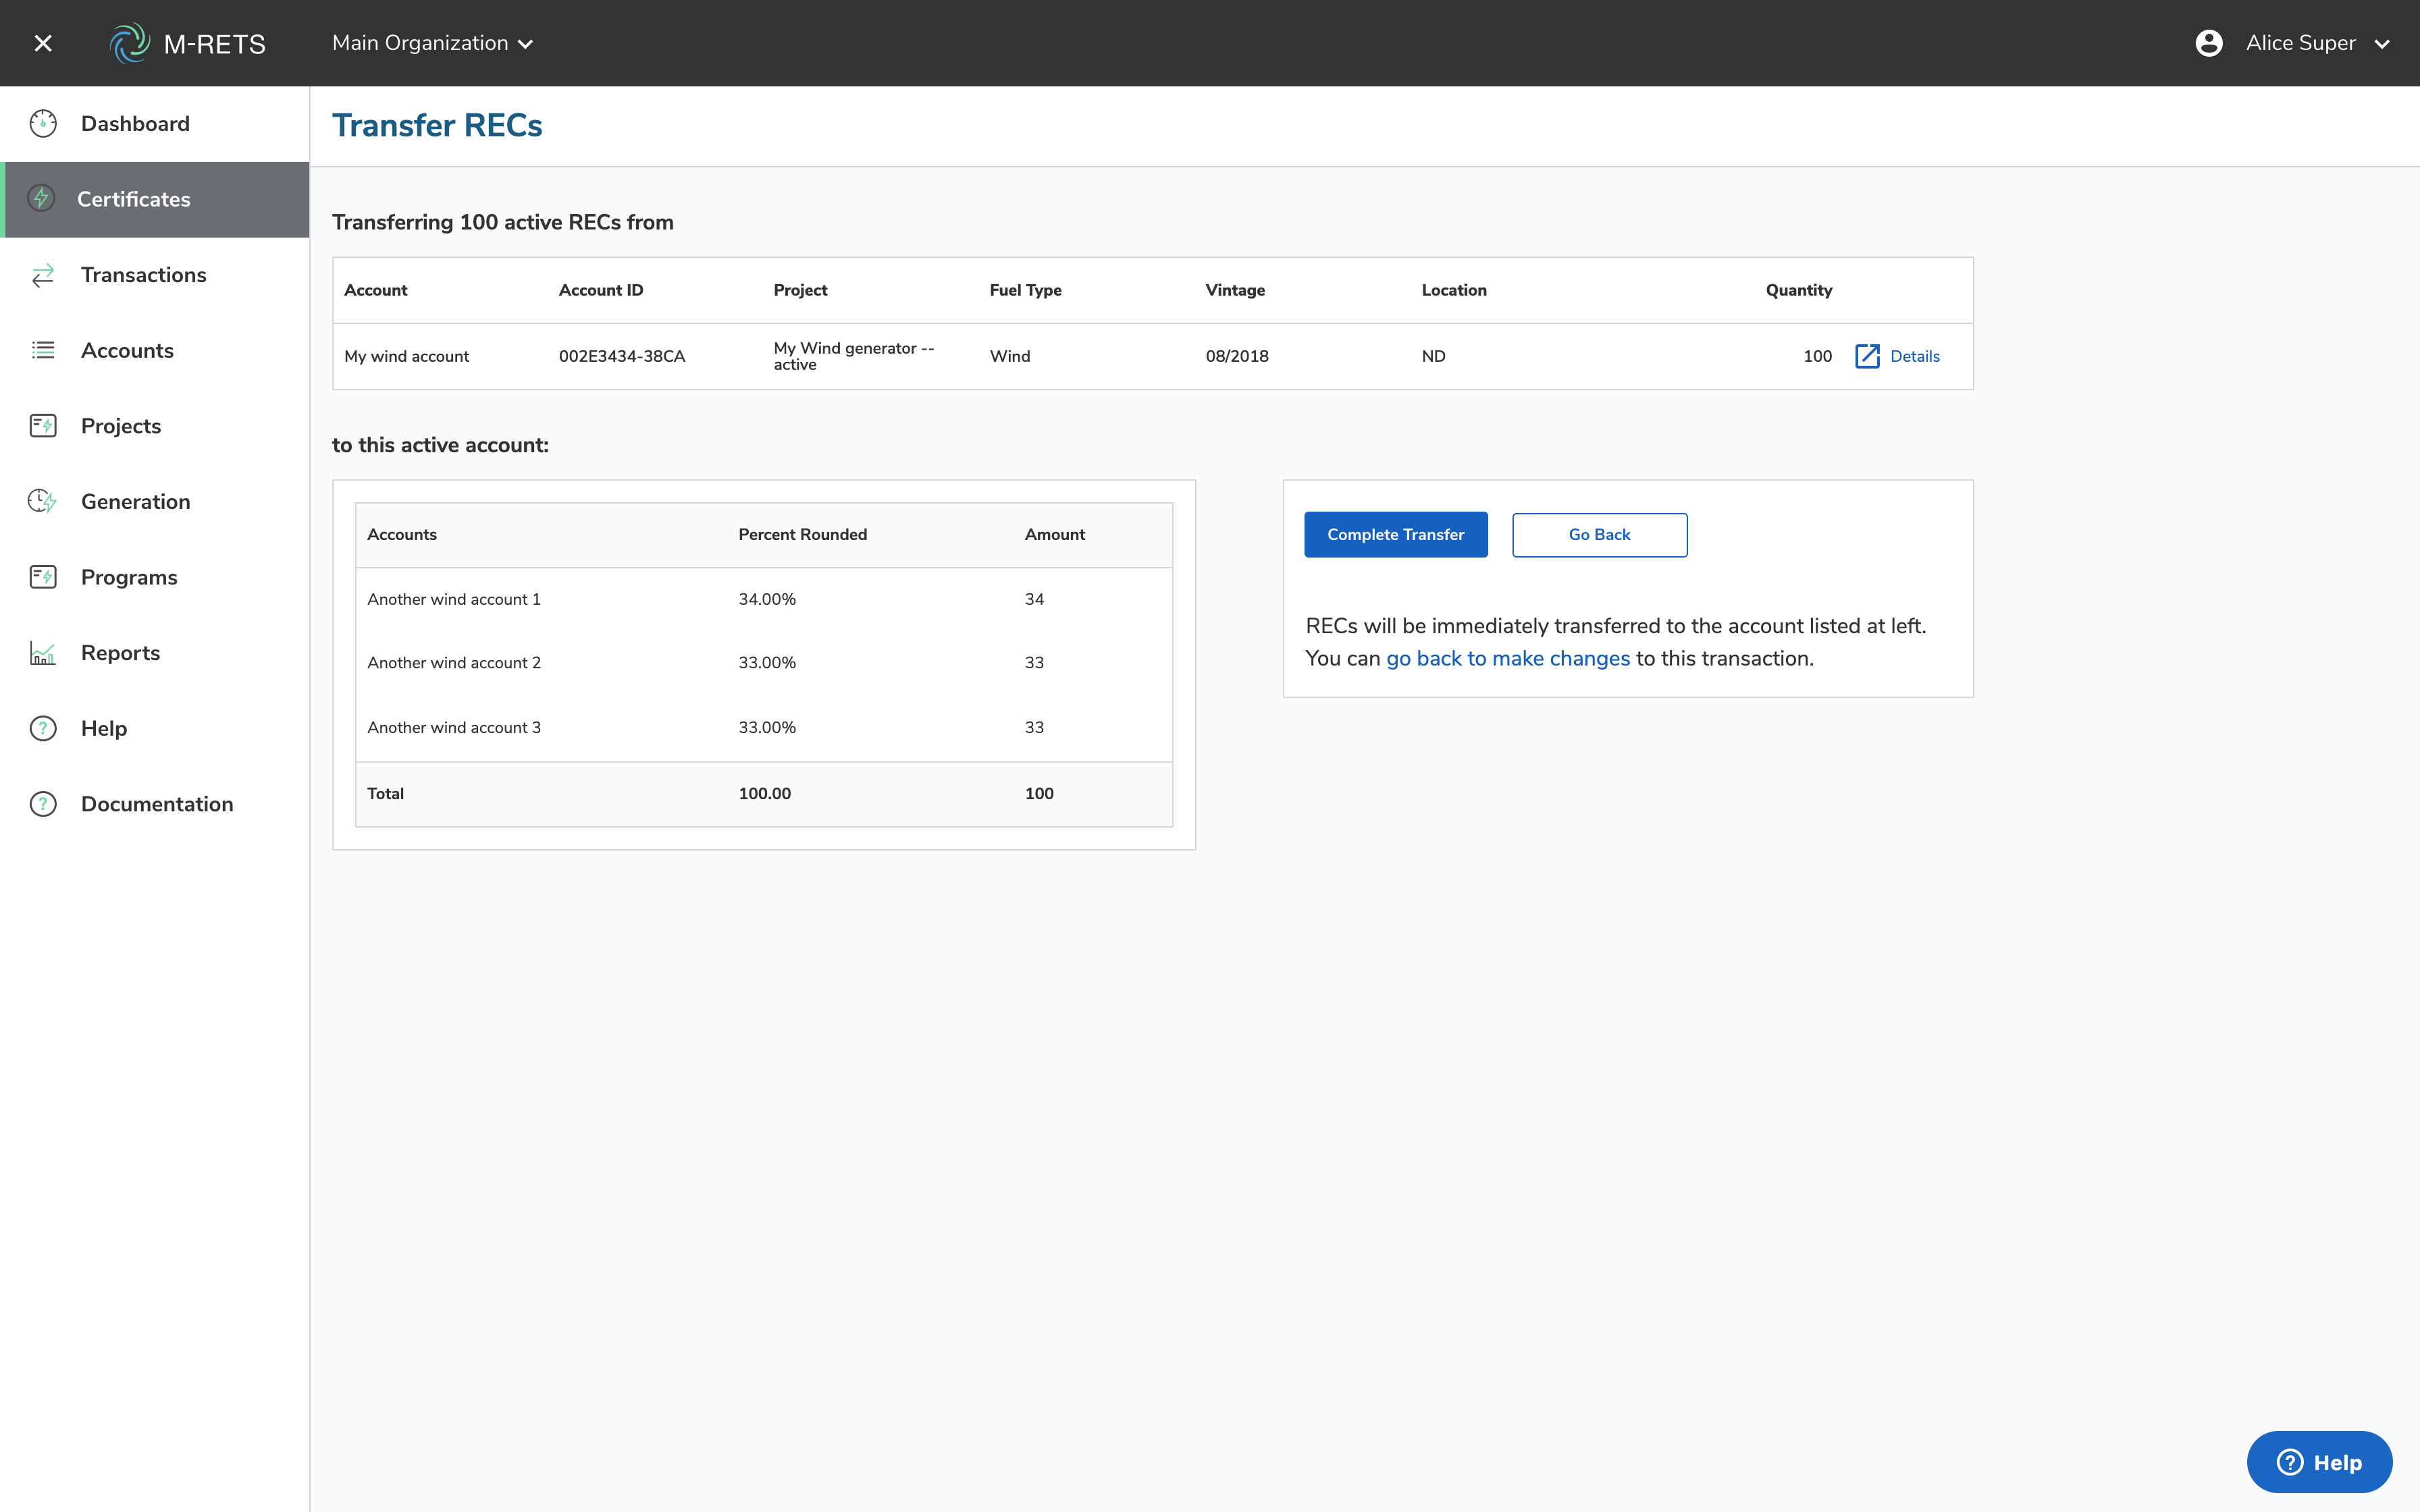 M-RETS
Main Organization
Alice Super
Dashboard
Certificates
Transactions
Accounts
Projects
Generation
Programs
Reports
Help
Documentation
Transfer RECs
Transferring 100 active RECs from
Account Account ID Project Fuel Type Vintage Location Quantity
My wind account 002E3434-38CA My Wind generator -- Wind 08/2018 ND 100 Details
active
to this active account:
Accounts Percent Rounded Amount
Another wind account 1 34.00% 34
Another wind account 2 33.00% 33
Another wind account 3 33.00% 33
Total 100.00 100
Complete Transfer Go Back
RECs will be immediately transferred to the account listed at left.
You can go back to make changes to this transaction.
Help